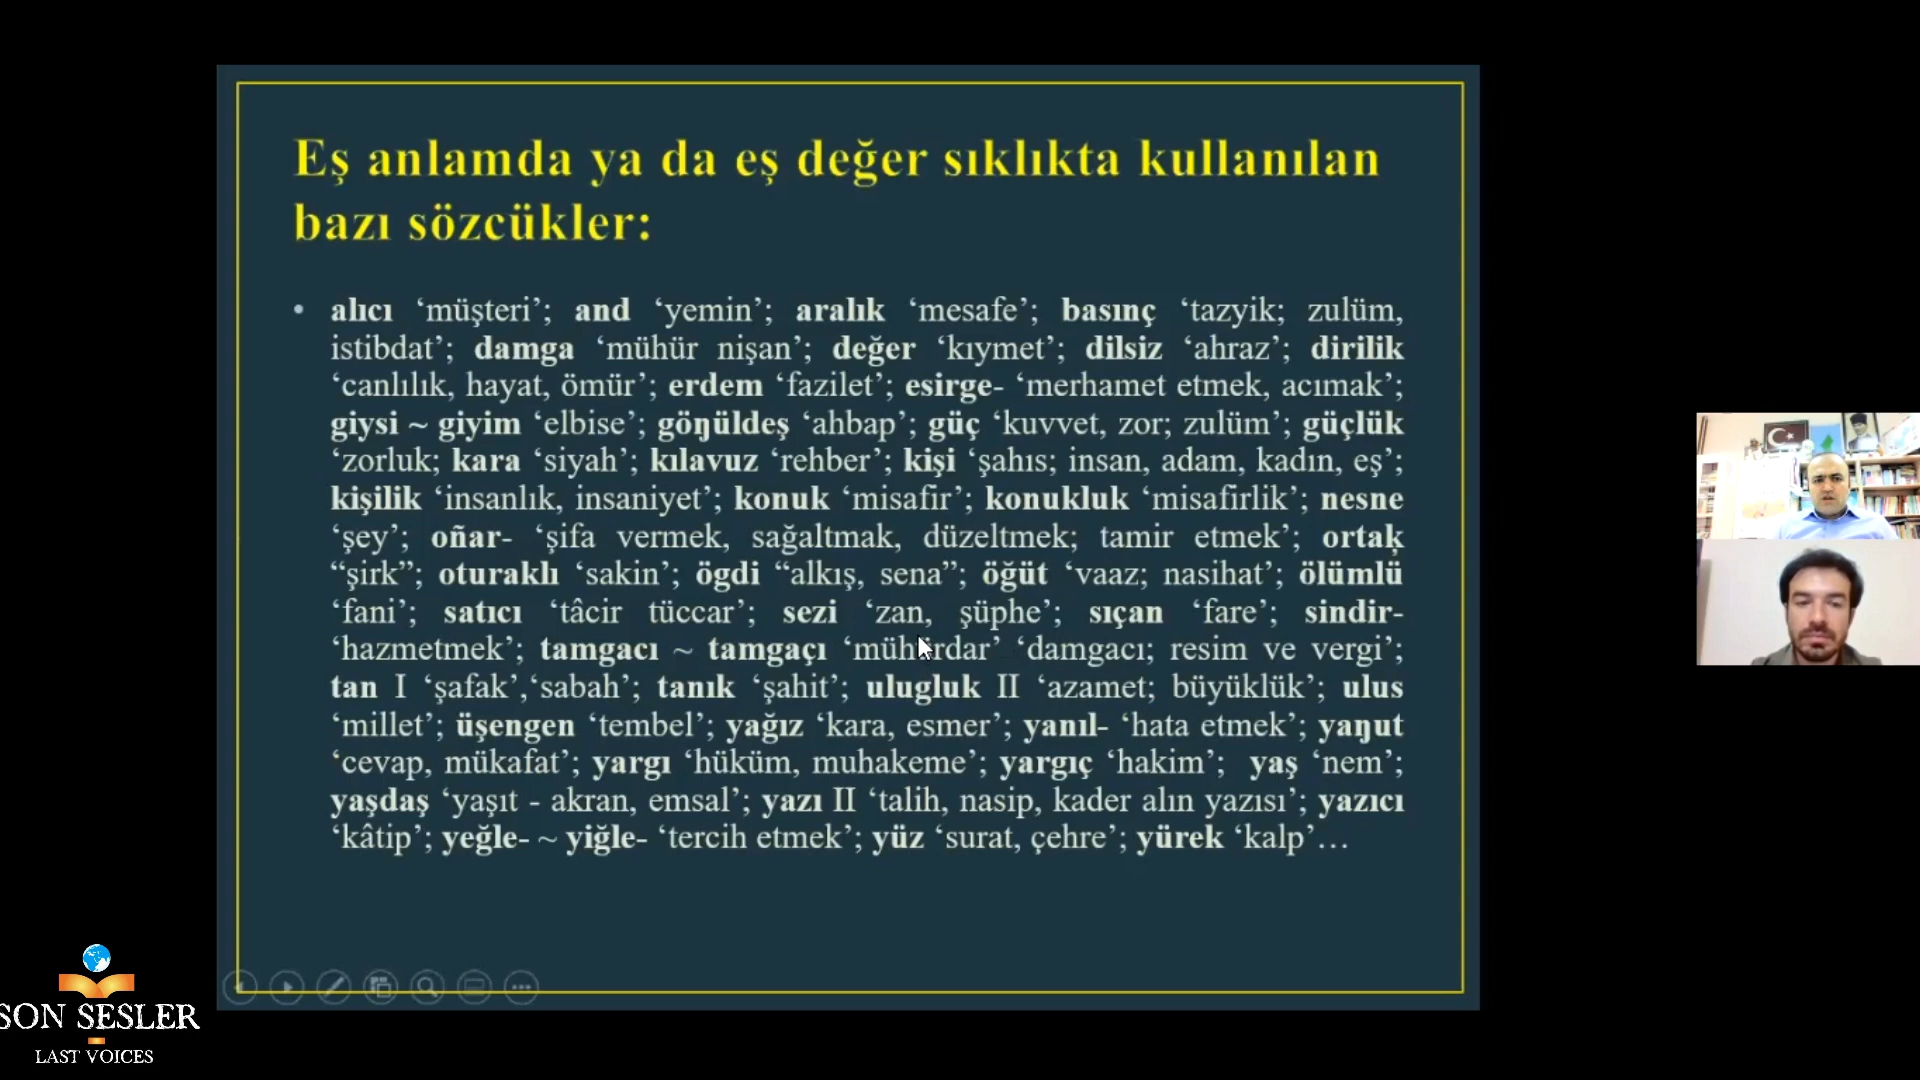 Eş anlamda ya da eş değer sıklıkta kullanılan
bazı sözcükler:
• alıcı ‘müşteri’; and ‘yemin’; aralık ‘mesafe’; basınç ‘tazyik; zulüm,
istibdat’; damga ‘mühür nişan’; değer ‘kıymet’; dilsiz ‘ahraz’; dirilik
‘canlılık, hayat, ömür’; erdem ‘fazilet’; esirge- ‘merhamet etmek, acımak’;
giysi ~ giyim ‘elbise’; göŋüldeş ‘ahbap’; güç ‘kuvvet, zor; zulüm’; güçlük
‘zorluk; kara ‘siyah’; kılavuz ‘rehber’; kişi ‘şahıs; insan, adam, kadın, eş’;
kişilik ‘insanlık, insaniyet’; konuk ‘misafir’; konukluk ‘misafirlik’; nesne
‘şey’; oñar- ‘şifa vermek, sağaltmak, düzeltmek; tamir etmek’; ortaḳ
“şirk”; oturaklı ‘sakin’; ögdi “alkış, sena”; öğüt ‘vaaz; nasihat’; ölümlü
‘fani’; satıcı ‘tâcir tüccar’; sezi ‘zan, şüphe’; sıçan ‘fare’; sindir-
‘hazmetmek’; tamgacı ~ tamgaçı ‘mühürdar’ ‘damgacı; resim ve vergi’;
tan I ‘şafak’,‘sabah’; tanık ‘şahit’; ulugluk II ‘azamet; büyüklük’; ulus
‘millet’; üşengen ‘tembel’; yağız ‘kara, esmer’; yanıl- ‘hata etmek’; yaŋut
‘cevap, mükafat’; yargı ‘hüküm, muhakeme’; yargıç ‘hakim’; yaş ‘nem’;
yaşdaş ‘yaşıt - akran, emsal’; yazı II ‘talih, nasip, kader alın yazısı’; yazıcı
‘kâtip’; yeğle- ~ yiğle- ‘tercih etmek’; yüz ‘surat, çehre’; yürek ‘kalp’…
SON SESLER
LAST VOICES